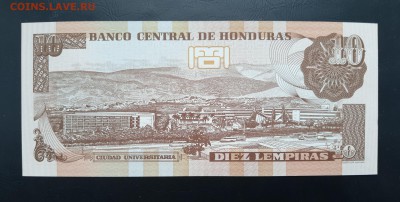 COINS.LAVE.RU
BANCO CENTRAL DE HONDURAS
10
CIUDAD UNIVERSITARIA
DIEZ LEMPIRAS
10